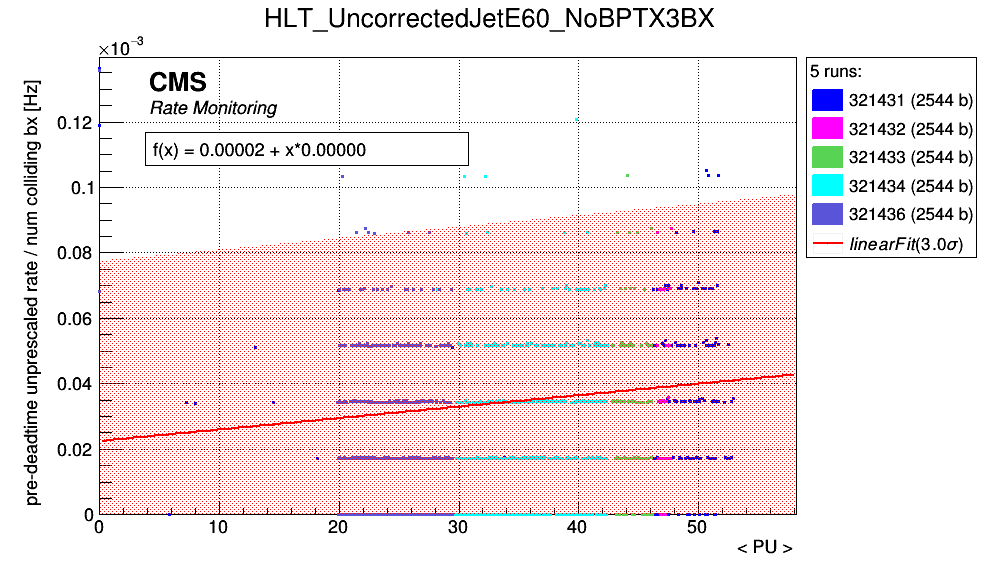 HLT_UncorrectedJetE60_NoBPTX3BX
×10⁻³
CMS
Rate Monitoring
f(x) = 0.00002 + x*0.00000
pre-deadtime unprescaled rate / num colliding bx [Hz]
0.12
0.1
0.08
0.06
0.04
0.02
0
0 10 20 30 40 50
< PU >
5 runs:
321431 (2544 b)
321432 (2544 b)
321433 (2544 b)
321434 (2544 b)
321436 (2544 b)
linearFit(3.0σ)